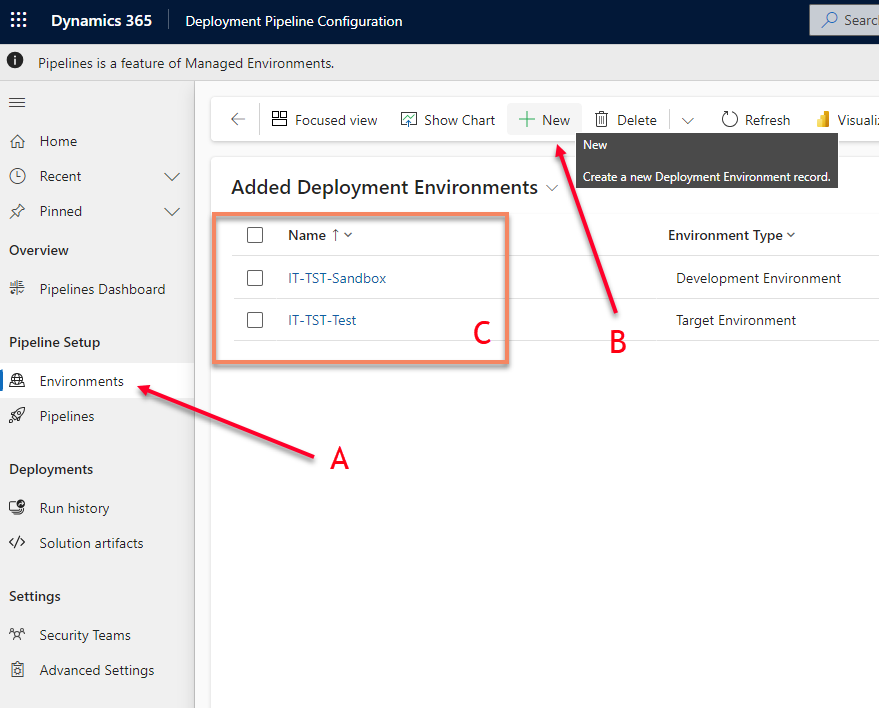 Dynamics 365 Deployment Pipeline Configuration
Searc
Pipelines is a feature of Managed Environments.
Home
Recent
Pinned
Overview
Pipelines Dashboard
Pipeline Setup
Environments
Pipelines
Deployments
Run history
Solution artifacts
Settings
Security Teams
Advanced Settings
Focused view Show Chart New Delete Refresh Visualiz
New
Create a new Deployment Environment record.
Added Deployment Environments
Name ↑ Environment Type
IT-TST-Sandbox Development Environment
IT-TST-Test Target Environment
C
B
A